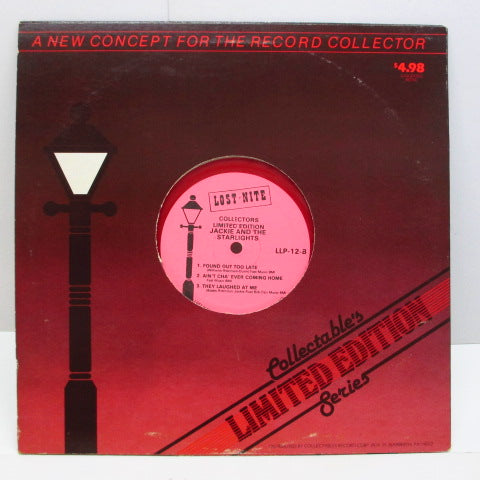 A NEW CONCEPT FOR THE RECORD COLLECTOR
$4.98
LOST-NITE
COLLECTORS
LIMITED EDITION
JACKIE AND THE
STARLIGHTS
LLP-12-B
1. FOUND OUT TOO LATE
2. AIN'T CHA' EVER COMING HOME
3. THEY LAUGHED AT ME
Collectable's
LIMITED EDITION
Series